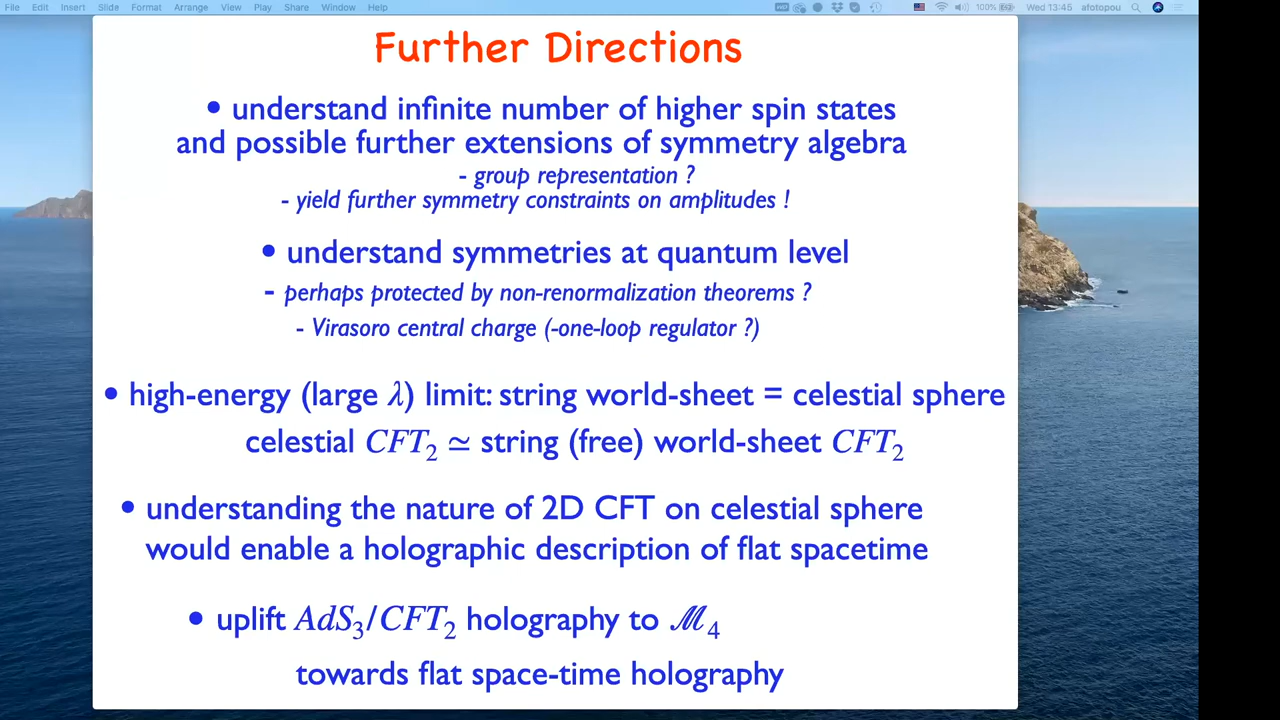 File Edit Insert Slide Format Arrange View Play Share Window Help 100% Wed 13:45 afotopou
Further Directions
• understand infinite number of higher spin states
and possible further extensions of symmetry algebra
- group representation ?
- yield further symmetry constraints on amplitudes !
• understand symmetries at quantum level
- perhaps protected by non-renormalization theorems ?
- Virasoro central charge (-one-loop regulator ?)
• high-energy (large λ) limit: string world-sheet = celestial sphere
celestial CFT₂ ≃ string (free) world-sheet CFT₂
• understanding the nature of 2D CFT on celestial sphere
would enable a holographic description of flat spacetime
• uplift AdS₃/CFT₂ holography to ℳ₄
towards flat space-time holography